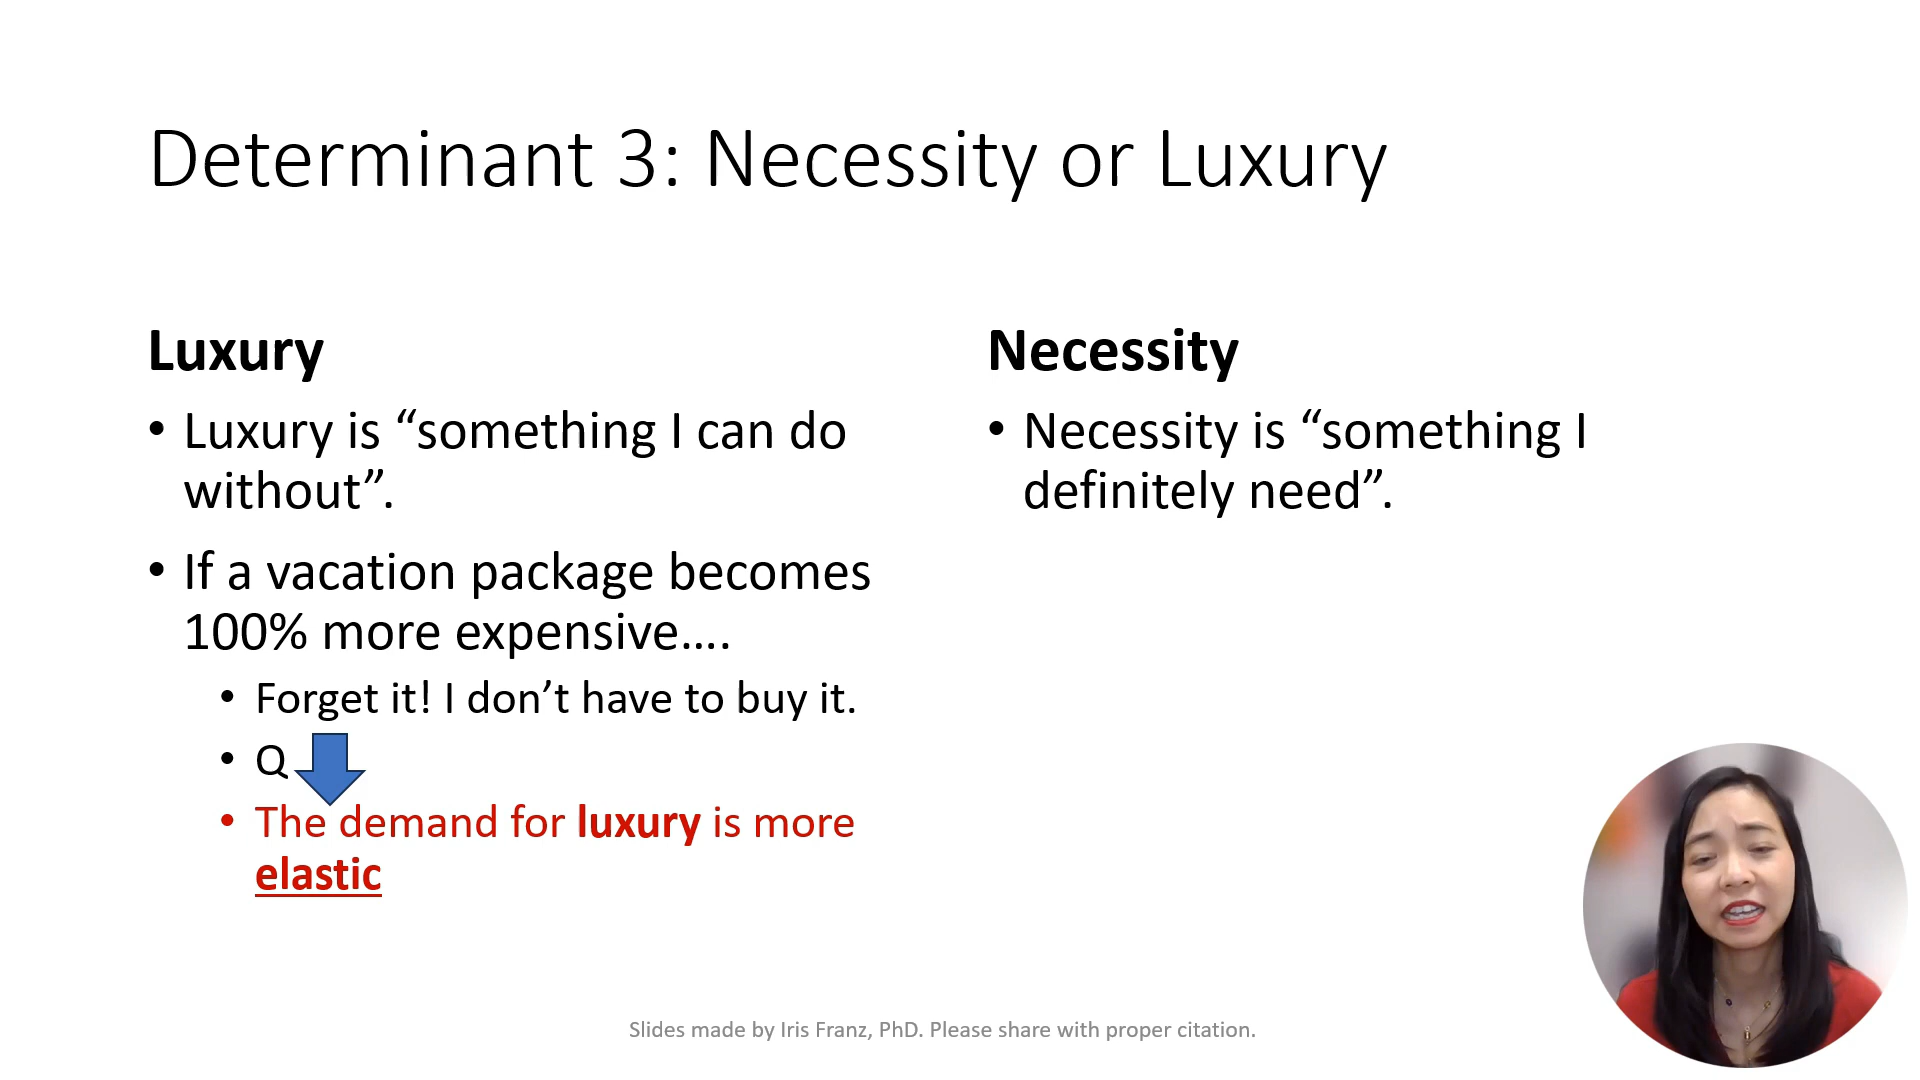 Determinant 3: Necessity or Luxury
Luxury
• Luxury is “something I can do
without”.
• If a vacation package becomes
100% more expensive….
• Forget it! I don’t have to buy it.
• Q
• The demand for luxury is more
elastic
Necessity
• Necessity is “something I
definitely need”.
Slides made by Iris Franz, PhD. Please share with proper citation.